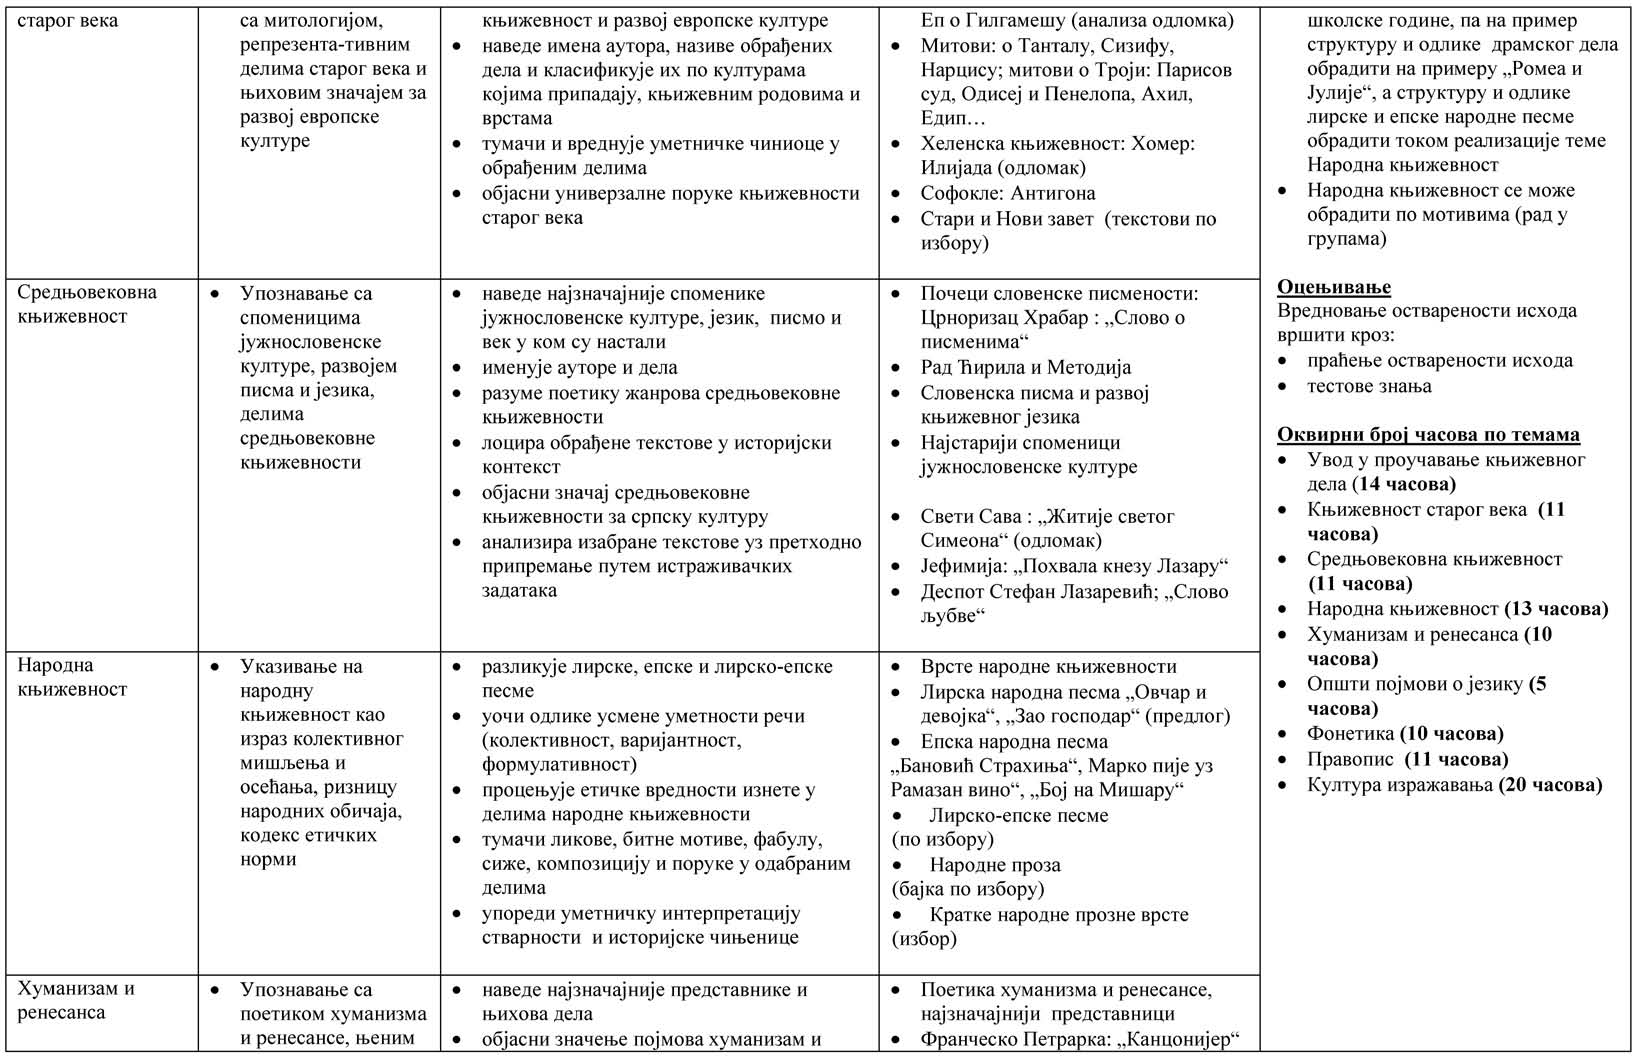 старог века
са митологијом,
репрезента-тивним
делима старог века и
њиховим значајем за
развој европске
културе
књижевност и развој европске културе
• наведе имена аутора, називе обрађених
дела и класификује их по културама
којима припадају, књижевним родовима и
врстама
• тумачи и вреднује уметничке чиниоце у
обрађеним делима
• објасни универзалне поруке књижевности
старог века
Еп о Гилгамешу (анализа одломка)
• Митови: о Танталу, Сизифу,
Нарцису; митови о Троји: Парисов
суд, Одисеј и Пенелопа, Ахил,
Едип…
• Хеленска књижевност: Хомер:
Илијада (одломак)
• Софокле: Антигона
• Стари и Нови завет (текстови по
избору)
школске године, па на пример
структуру и одлике драмског дела
обрадити на примеру „Ромеа и
Јулије“, а структуру и одлике
лирске и епске народне песме
обрадити током реализације теме
Народна књижевност
• Народна књижевност се може
обрадити по мотивима (рад у
групама)
Оцењивање
Вредновање остварености исхода
вршити кроз:
• праћење остварености исхода
• тестове знања
Оквирни број часова по темама
• Увод у проучавање књижевног
дела (14 часова)
• Књижевност старог века (11
часова)
• Средњовековна књижевност
(11 часова)
• Народна књижевност (13 часова)
• Хуманизам и ренесанса (10
часова)
• Општи појмови о језику (5
часова)
• Фонетика (10 часова)
• Правопис (11 часова)
• Култура изражавања (20 часова)
Средњовековна
књижевност
• Упознавање са
споменицима
јужнословенске
културе, развојем
писма и језика,
делима
средњовековне
књижевности
• наведе најзначајније споменике
јужнословенске културе, језик, писмо и
век у ком су настали
• именује ауторе и дела
• разуме поетику жанрова средњовековне
књижевности
• лоцира обрађене текстове у историјски
контекст
• објасни значај средњовековне
књижевности за српску културу
• анализира изабране текстове уз претходно
припремање путем истраживачких
задатака
• Почеци словенске писмености:
Црноризац Храбар : „Слово о
писменима“
• Рад Ћирила и Методија
• Словенска писма и развој
књижевног језика
• Најстарији споменици
јужнословенске културе
• Свети Сава : „Житије светог
Симеона“ (одломак)
• Јефимија: „Похвала кнезу Лазару“
• Деспот Стефан Лазаревић; „Слово
љубве“
Народна
књижевност
• Указивање на
народну
књижевност као
израз колективног
мишљења и
осећања, ризницу
народних обичаја,
кодекс етичких
норми
• разликује лирске, епске и лирско-епске
песме
• уочи одлике усмене уметности речи
(колективност, варијантност,
формулативност)
• процењује етичке вредности изнете у
делима народне књижевности
• тумачи ликове, битне мотиве, фабулу,
сиже, композицију и поруке у одабраним
делима
• упореди уметничку интерпретацију
стварности и историјске чињенице
• Врсте народне књижевности
• Лирска народна песма „Овчар и
девојка“, „Зао господар“ (предлог)
• Епска народна песма
„Бановић Страхиња“, Марко пије уз
Рамазан вино“, „Бој на Мишару“
• Лирско-епске песме
(по избору)
• Народне проза
(бајка по избору)
• Кратке народне прозне врсте
(избор)
Хуманизам и
ренесанса
• Упознавање са
поетиком хуманизма
и ренесансе, њеним
• наведе најзначајније представнике и
њихова дела
• објасни значење појмова хуманизам и
• Поетика хуманизма и ренесансе,
најзначајнији представници
• Франческо Петрарка: „Канцонијер“